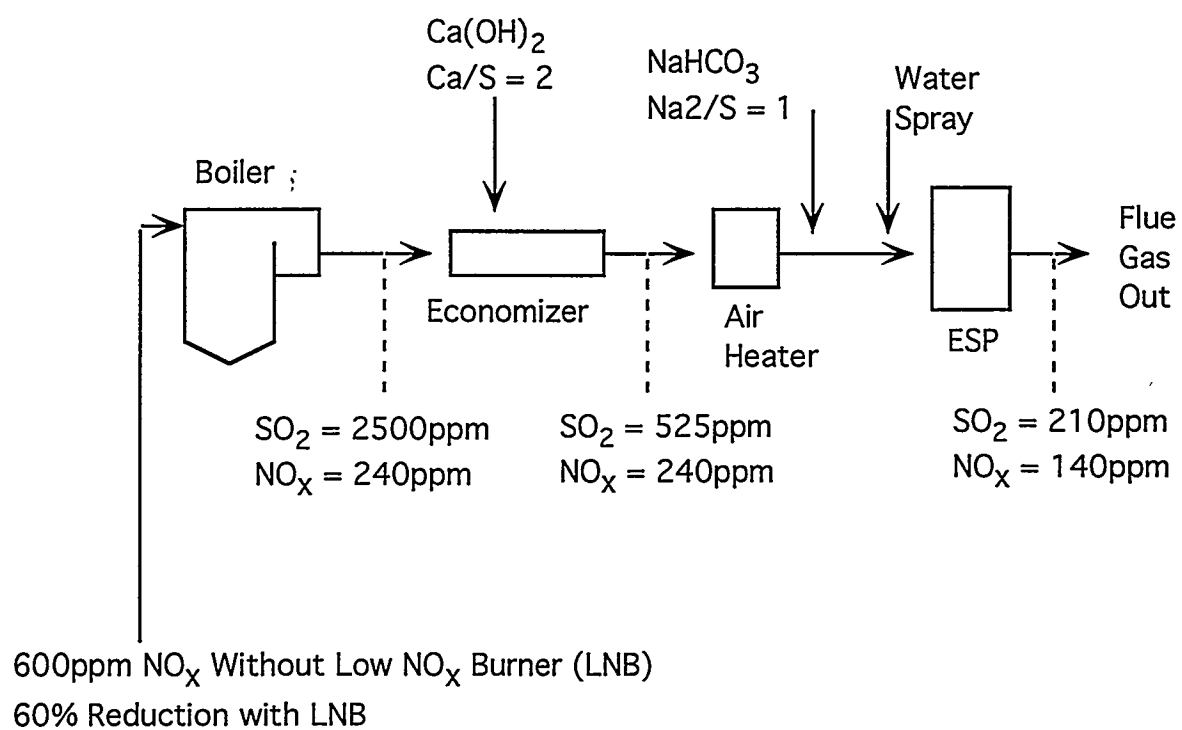 Ca(OH)2
Ca/S = 2
NaHCO3
Na2/S = 1
Water
Spray
Boiler
Flue
Gas
Out
Economizer
Air
Heater
ESP
SO2 = 2500ppm
NOX = 240ppm
SO2 = 525ppm
NOX = 240ppm
SO2 = 210ppm
NOX = 140ppm
600ppm NOX Without Low NOX Burner (LNB)
60% Reduction with LNB